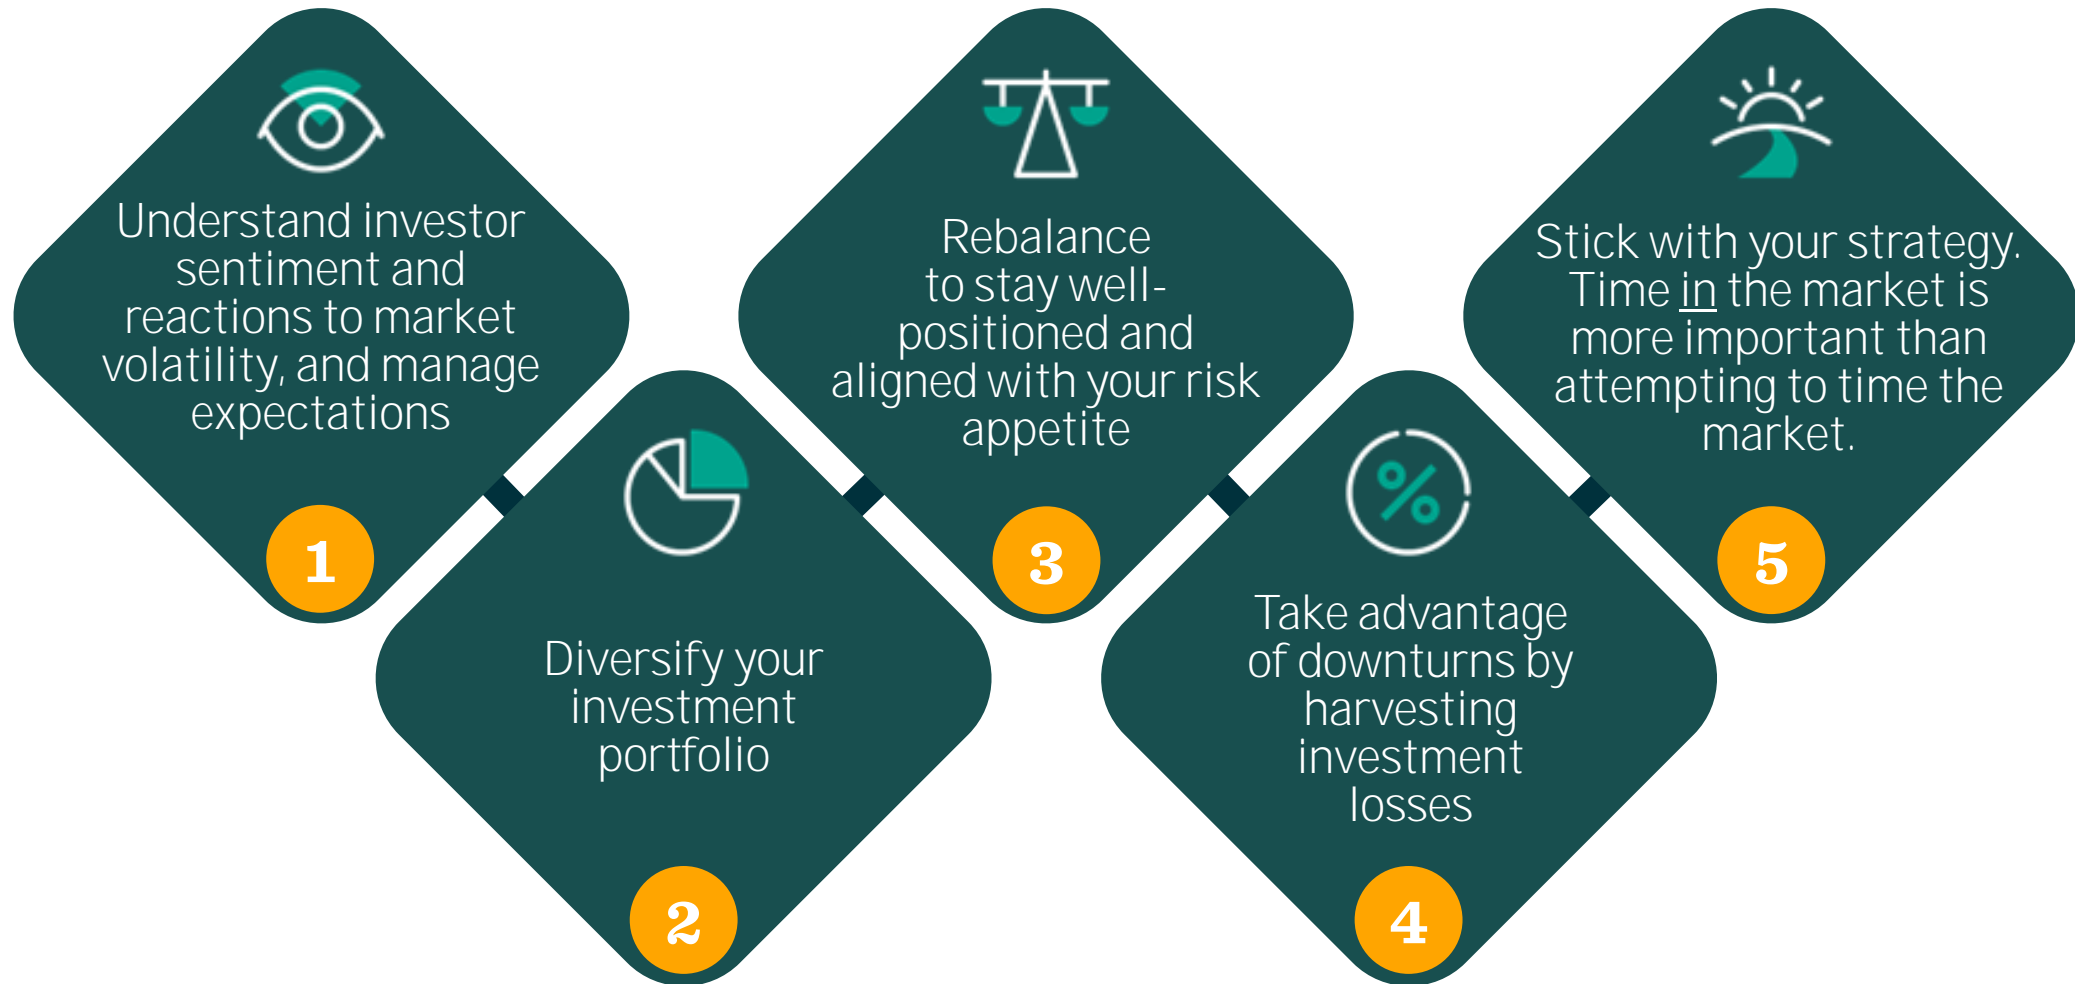 Understand investor
sentiment and
reactions to market
volatility, and manage
expectations
1
Diversify your
investment
portfolio
2
Rebalance
to stay well-
positioned and
aligned with your risk
appetite
3
Take advantage
of downturns by
harvesting
investment
losses
4
Stick with your strategy.
Time in the market is
more important than
attempting to time the
market.
5